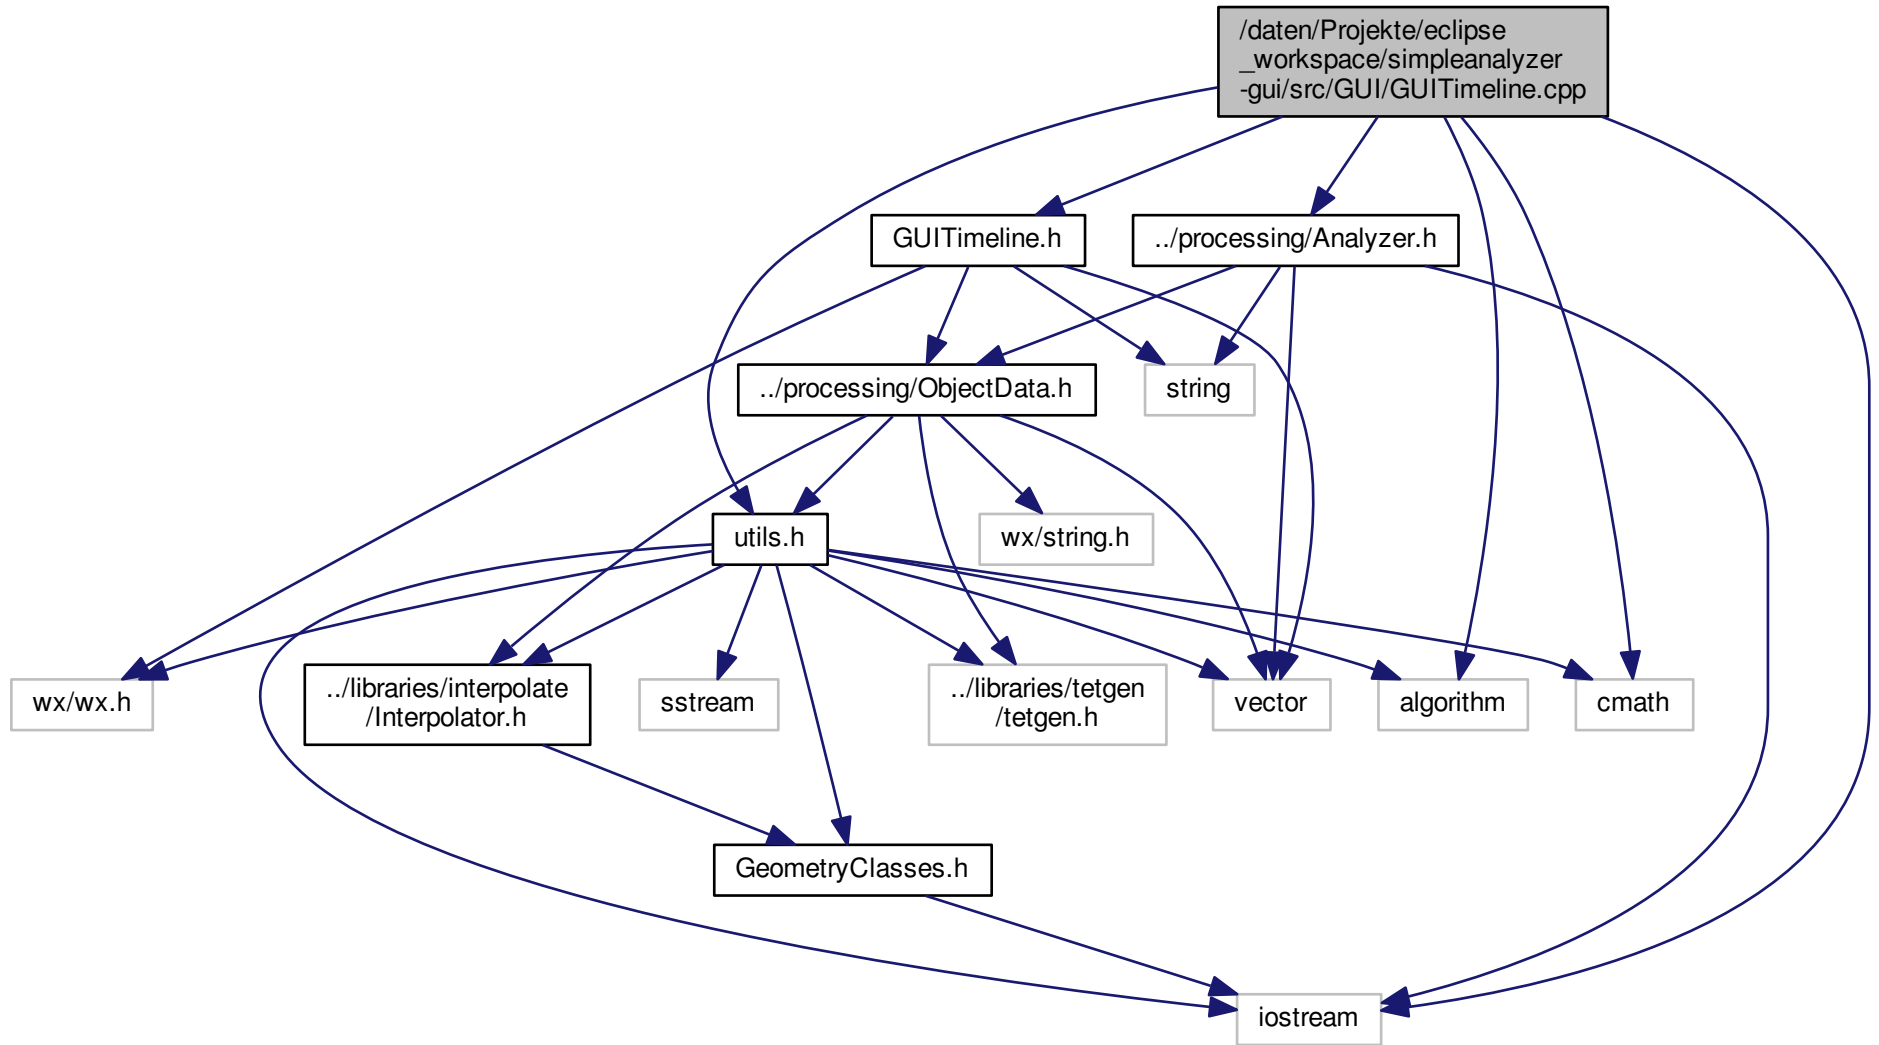 /daten/Projekte/eclipse
_workspace/simpleanalyzer
-gui/src/GUI/GUITimeline.cpp
GUITimeline.h
../processing/Analyzer.h
../processing/ObjectData.h
string
utils.h
wx/string.h
wx/wx.h
../libraries/interpolate
/Interpolator.h
sstream
../libraries/tetgen
/tetgen.h
vector
algorithm
cmath
GeometryClasses.h
iostream